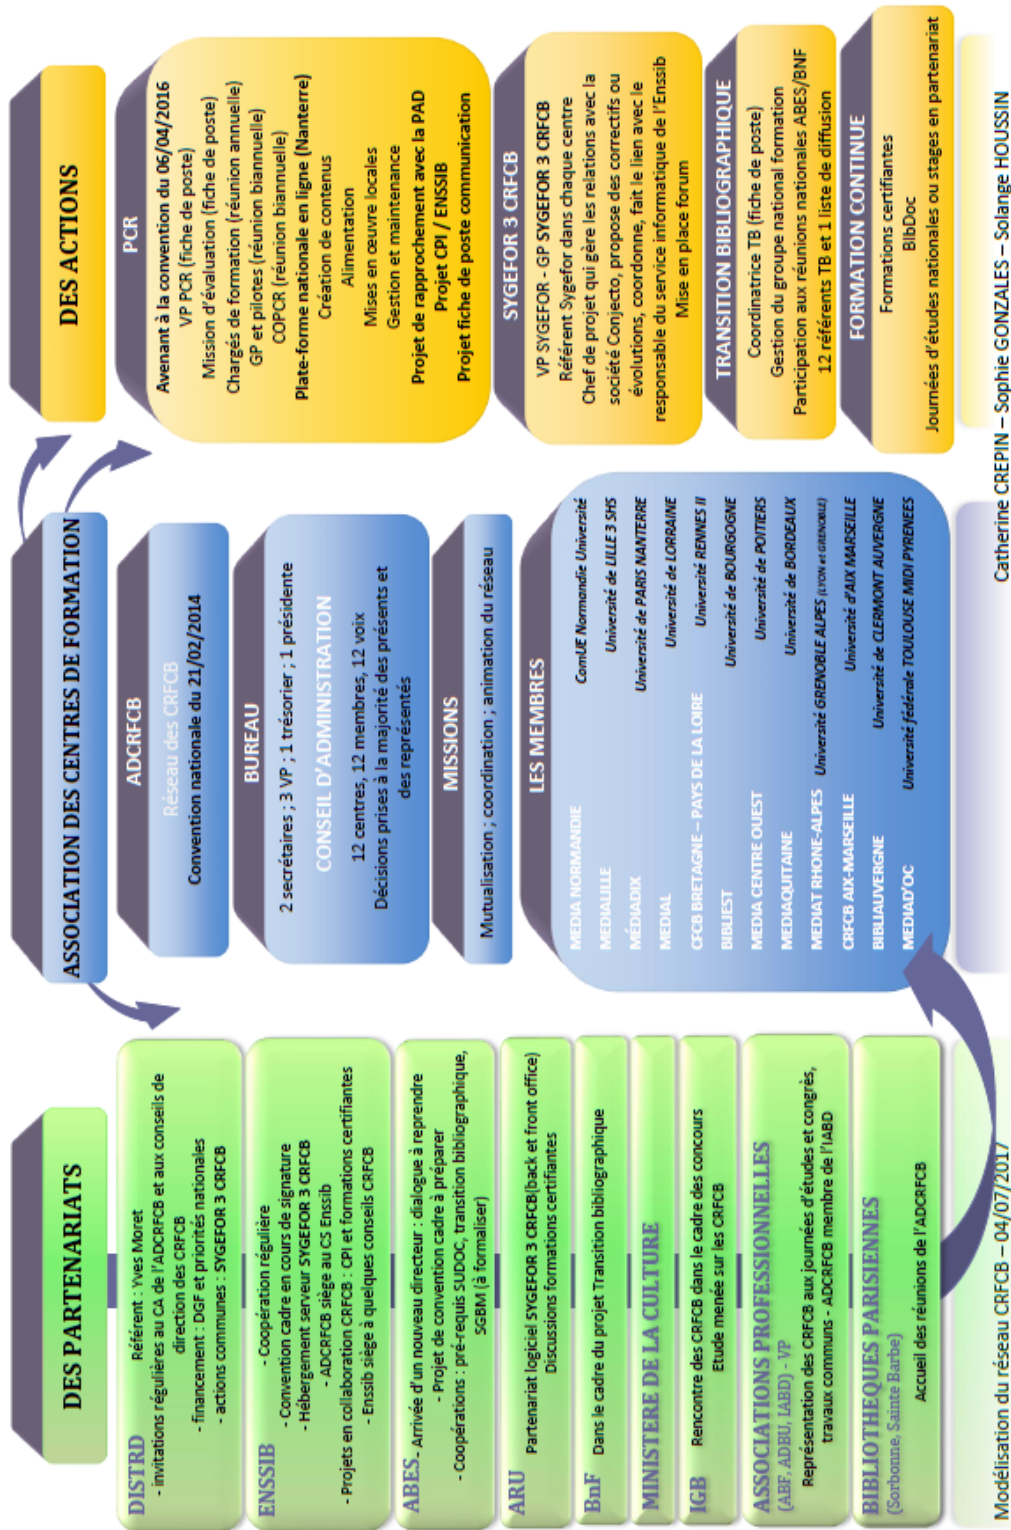 DES PARTENARIATS
DISTRD
Référent : Yves Moret
- invitations régulières au CA de l'ADCRFCB et aux conseils de
direction des CRFCB
- financement : DGF et priorités nationales
- actions communes : SYGEFOR 3 CRFCB
ENSSIB
- Coopération régulière
- Convention cadre en cours de signature
- Hébergement serveur SYGEFOR 3 CRFCB
- ADCRFCB siège au CS Enssib
- Projets en collaboration CRFCB : CPI et formations certifiantes
- Enssib siège à quelques conseils CRFCB
ABES
- Arrivée d'un nouveau directeur : dialogue à reprendre
- Projet de convention cadre à préparer
- Coopérations : pré-requis SUDOC, transition bibliographique,
SGBM (à formaliser)
ARU
Partenariat logiciel SYGEFOR 3 CRFCB(back et front office)
Discussions formations certifiantes
BnF
Dans le cadre du projet Transition bibliographique
MINISTERE DE LA CULTURE
IGB
Rencontre des CRFCB dans le cadre des concours
Etude menée sur les CRFCB
ASSOCIATIONS PROFESSIONNELLES
(ABF, ADBU, IABD) - VP
Représentation des CRFCB aux journées d'études et congrès,
travaux communs - ADCRFCB membre de l'IABD
BIBLIOTHEQUES PARISIENNES
(Sorbonne, Sainte Barbe)
Accueil des réunions de l'ADCRFCB
ASSOCIATION DES CENTRES DE FORMATION
ADCRFCB
Réseau des CRFCB
Convention nationale du 21/02/2014
BUREAU
2 secrétaires ; 3 VP ; 1 trésorier ; 1 présidente
CONSEIL D'ADMINISTRATION
12 centres, 12 membres, 12 voix
Décisions prises à la majorité des présents et
des représentés
MISSIONS
Mutualisation ; coordination ; animation du réseau
LES MEMBRES
MEDIA NORMANDIE ComUE Normandie Université
MEDIALILLE Université de LILLE 3 SHS
MÉDIADIX Université de PARIS NANTERRE
MEDIAL Université de LORRAINE
CFCB BRETAGNE – PAYS DE LA LOIRE Université RENNES II
BIBLIEST Université de BOURGOGNE
MEDIA CENTRE OUEST Université de POITIERS
MEDIAQUITAINE Université de BORDEAUX
MEDIAT RHONE-ALPES Université GRENOBLE ALPES (LYON et GRENOBLE)
CRFCB AIX-MARSEILLE Université d'AIX MARSEILLE
BIBLIAUVERGNE Université de CLERMONT AUVERGNE
MEDIAD'OC Université fédérale TOULOUSE MIDI PYRENEES
DES ACTIONS
PCR
Avenant à la convention du 06/04/2016
VP PCR (fiche de poste)
Mission d'évaluation (fiche de poste)
Chargés de formation (réunion annuelle)
GP et pilotes (réunion biannuelle)
COPCR (réunion biannuelle)
Plate-forme nationale en ligne (Nanterre)
Création de contenus
Alimentation
Mises en œuvre locales
Gestion et maintenance
Projet de rapprochement avec la PAD
Projet CPI / ENSSIB
Projet fiche de poste communication
SYGEFOR 3 CRFCB
VP SYGEFOR - GP SYGEFOR 3 CRFCB
Référent Sygefor dans chaque centre
Chef de projet qui gère les relations avec la
société Conjecto, propose des correctifs ou
évolutions, coordonne, fait le lien avec le
responsable du service informatique de l'Enssib
Mise en place forum
TRANSITION BIBLIOGRAPHIQUE
Coordinatrice TB (fiche de poste)
Gestion du groupe national formation
Participation aux réunions nationales ABES/BNF
12 référents TB et 1 liste de diffusion
FORMATION CONTINUE
Formations certifiantes
BibDoc
Journées d'études nationales ou stages en partenariat
Modélisation du réseau CRFCB – 04/07/2017
Catherine CREPIN – Sophie GONZALES – Solange HOUSSIN